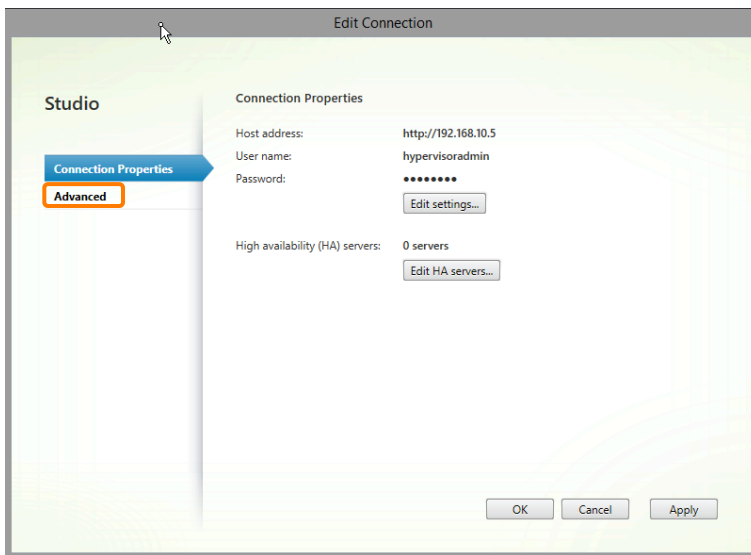 Edit Connection
Studio
Connection Properties
Advanced
Connection Properties
Host address: http://192.168.10.5
User name: hypervisoradmin
Password: ••••••••
Edit settings...
High availability (HA) servers: 0 servers
Edit HA servers...
OK Cancel Apply